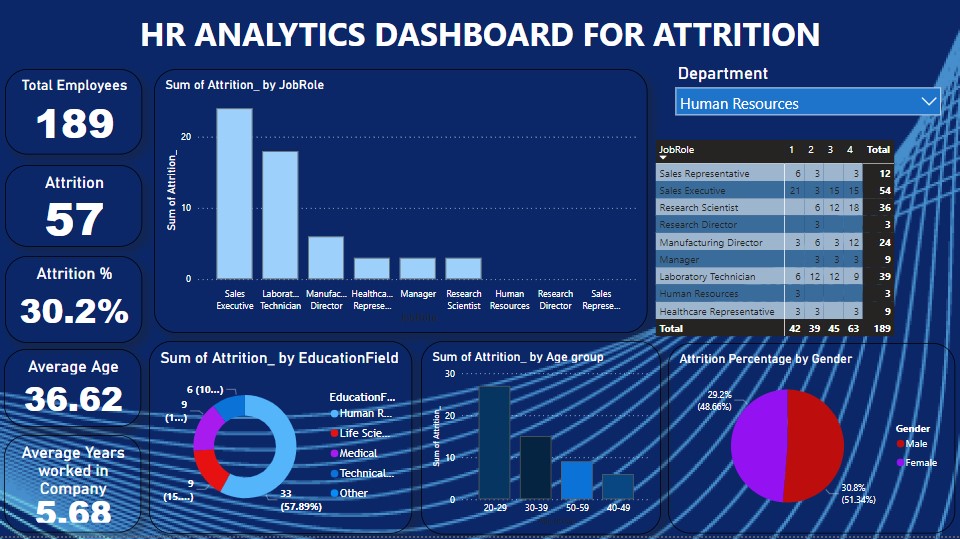 HR ANALYTICS DASHBOARD FOR ATTRITION
Total Employees
189
Attrition
57
Attrition %
30.2%
Average Age
36.62
Average Years
worked in
Company
5.68
Sum of Attrition_ by JobRole
Sum of Attrition_
20
10
0
Sales Executive
Laborat... Technician
Manufac... Director
Healthca... Represe...
Manager
Research Scientist
Human Resources
Research Director
Sales Represe...
Department
Human Resources
JobRole 1 2 3 4 Total
Sales Representative 6 3 3 12
Sales Executive 21 3 15 15 54
Research Scientist 6 12 18 36
Research Director 3 3
Manufacturing Director 3 6 3 12 24
Manager 3 3 3 9
Laboratory Technician 6 12 12 9 39
Human Resources 3 3
Healthcare Representative 3 3 3 9
Total 42 39 45 63 189
Sum of Attrition_ by EducationField
6 (10...)
9
(1...)
9
(15....)
33
(57.89%)
EducationF...
Human R...
Life Scie...
Medical
Technical...
Other
Sum of Attrition_ by Age group
Sum of Attrition_
30
20
10
0
20-29 30-39 50-59 40-49
Attrition Percentage by Gender
29.2%
(48.66%)
30.8%
(51.34%)
Gender
Male
Female